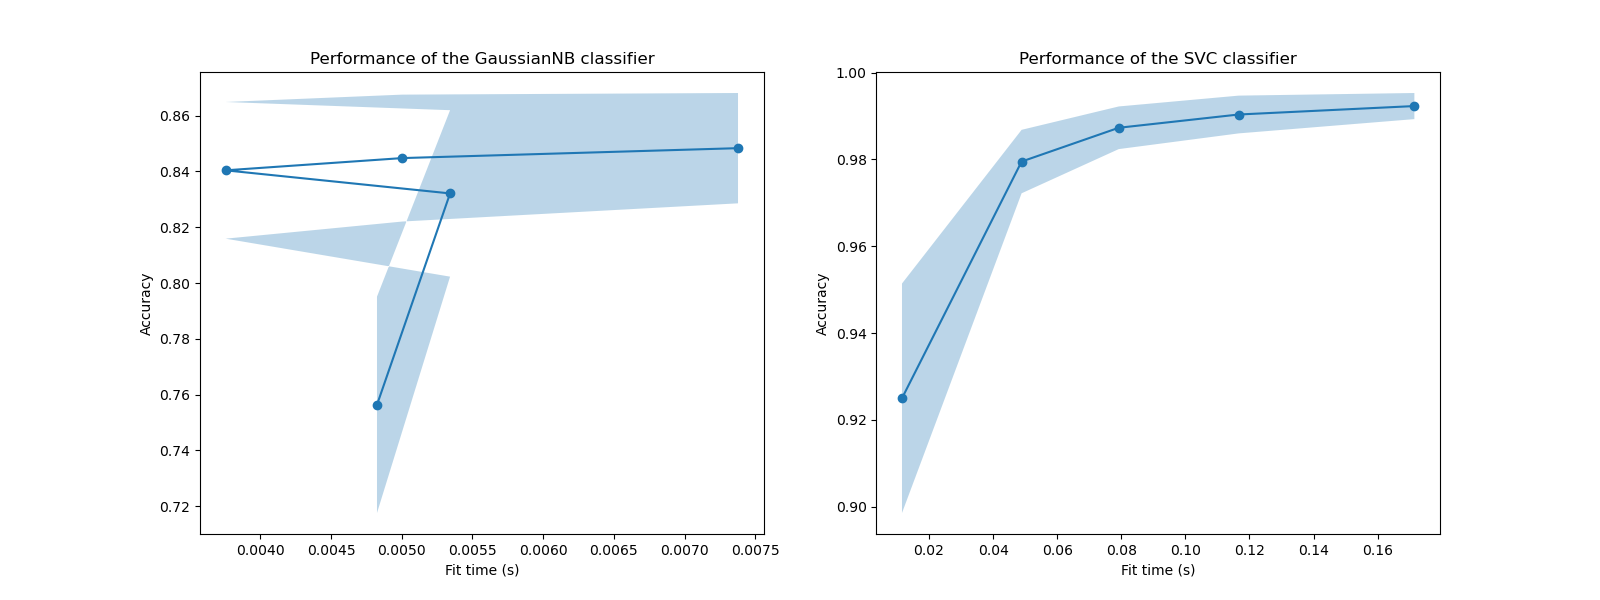 Performance of the GaussianNB classifier
Accuracy
0.86
0.84
0.82
0.80
0.78
0.76
0.74
0.72
0.0040 0.0045 0.0050 0.0055 0.0060 0.0065 0.0070 0.0075
Fit time (s)
Performance of the SVC classifier
Accuracy
1.00
0.98
0.96
0.94
0.92
0.90
0.02 0.04 0.06 0.08 0.10 0.12 0.14 0.16
Fit time (s)